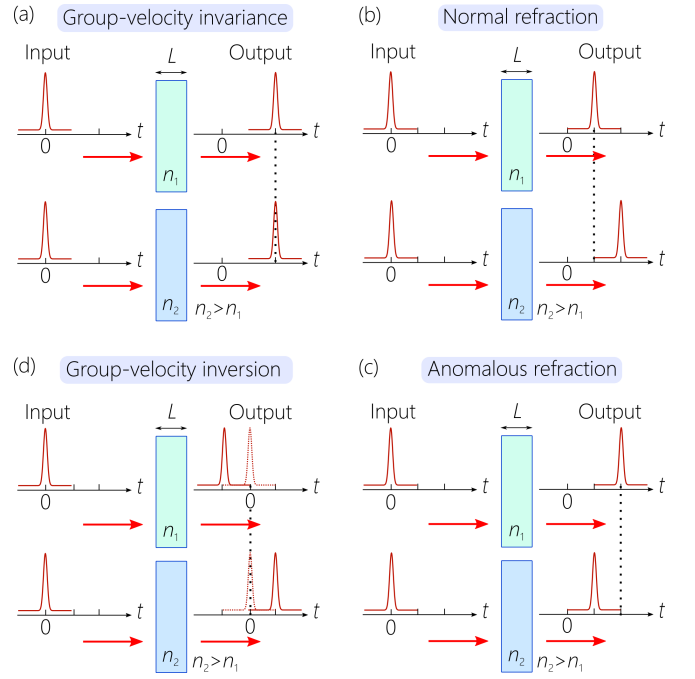 (a) Group-velocity invariance
Input L Output
n1
0 t 0 t
n2
0 t 0 t
n2>n1
(b) Normal refraction
Input L Output
n1
0 t 0 t
n2
0 t 0 t
n2>n1
(d) Group-velocity inversion
Input L Output
n1
0 t 0 t
n2
0 t 0 t
n2>n1
(c) Anomalous refraction
Input L Output
n1
0 t 0 t
n2
0 t 0 t
n2>n1